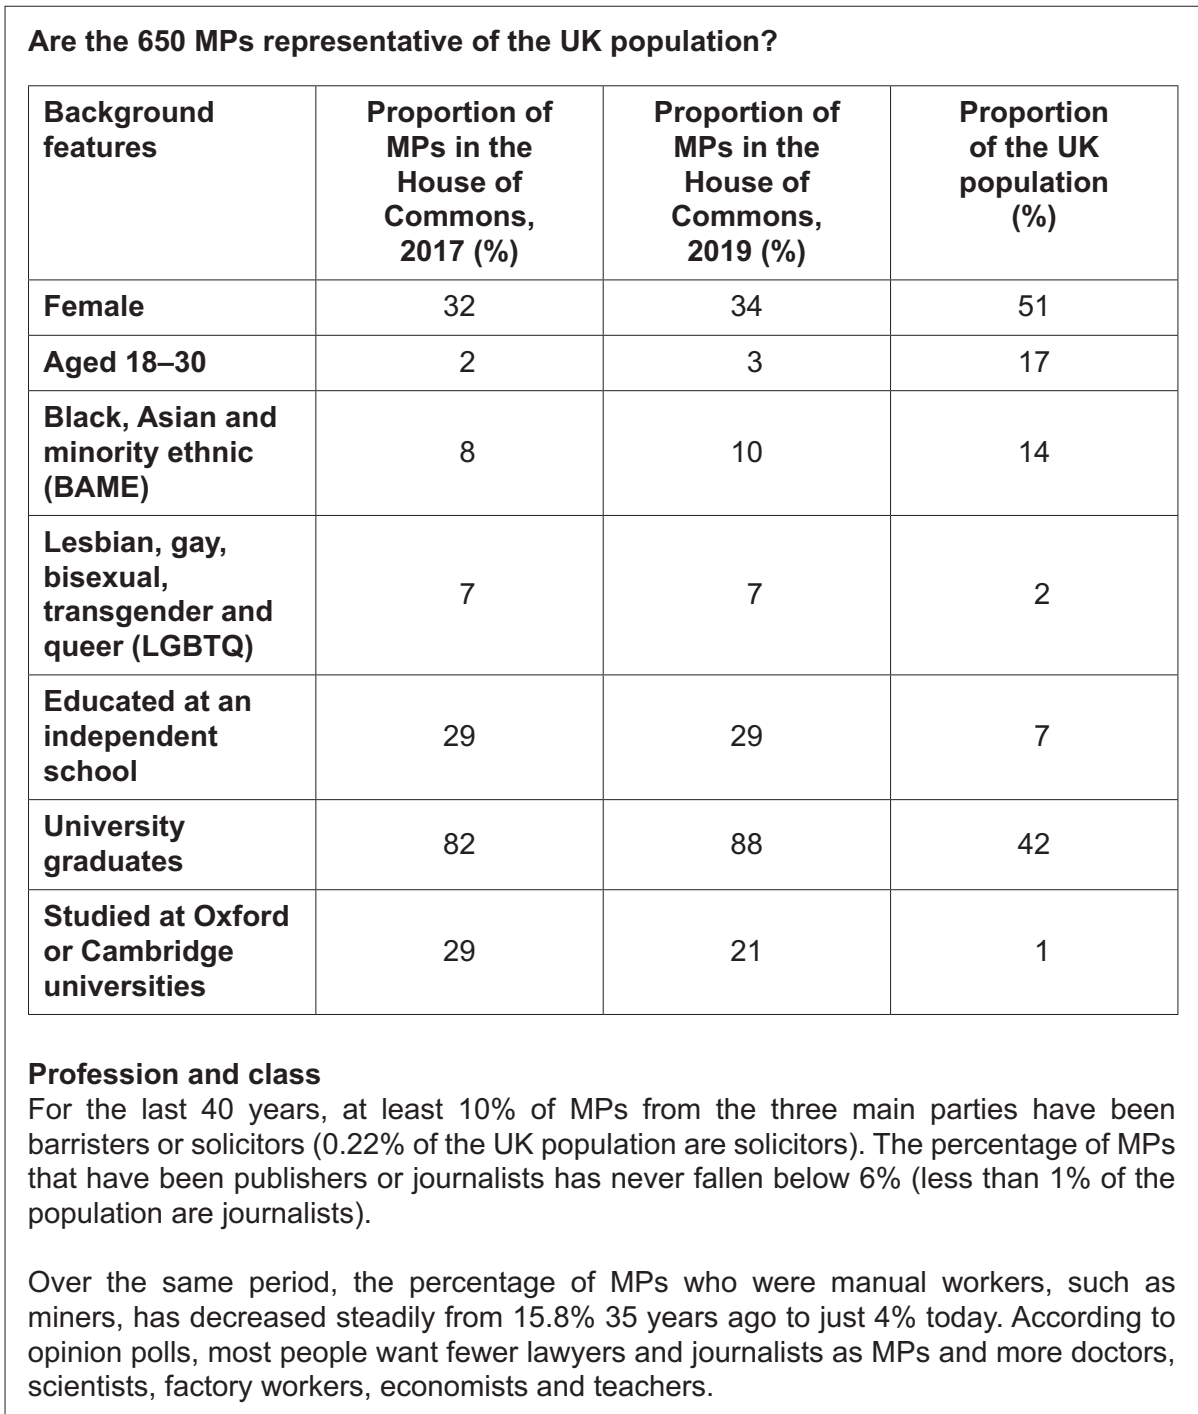 Are the 650 MPs representative of the UK population?
Background
features
Proportion of
MPs in the
House of
Commons,
2017 (%)
Proportion of
MPs in the
House of
Commons,
2019 (%)
Proportion
of the UK
population
(%)
Female
32
34
51
Aged 18–30
2
3
17
Black, Asian and
minority ethnic
(BAME)
8
10
14
Lesbian, gay,
bisexual,
transgender and
queer (LGBTQ)
7
7
2
Educated at an
independent
school
29
29
7
University
graduates
82
88
42
Studied at Oxford
or Cambridge
universities
29
21
1
Profession and class
For the last 40 years, at least 10% of MPs from the three main parties have been
barristers or solicitors (0.22% of the UK population are solicitors). The percentage of MPs
that have been publishers or journalists has never fallen below 6% (less than 1% of the
population are journalists).
Over the same period, the percentage of MPs who were manual workers, such as
miners, has decreased steadily from 15.8% 35 years ago to just 4% today. According to
opinion polls, most people want fewer lawyers and journalists as MPs and more doctors,
scientists, factory workers, economists and teachers.